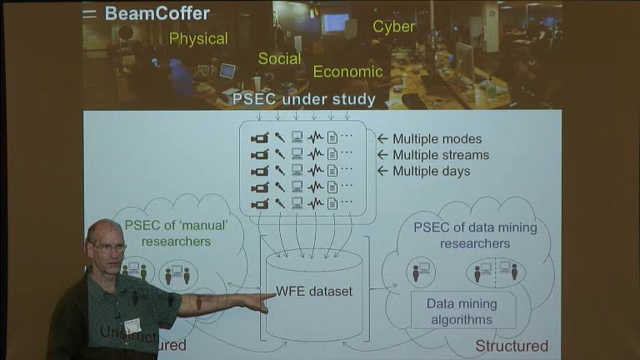 BeamCoffer
Physical
Social
Cyber
Economic
PSEC under study
← Multiple modes
← Multiple streams
← Multiple days
PSEC of 'manual'
researchers
PSEC of data mining
researchers
WFE dataset
Data mining
algorithms
Structured